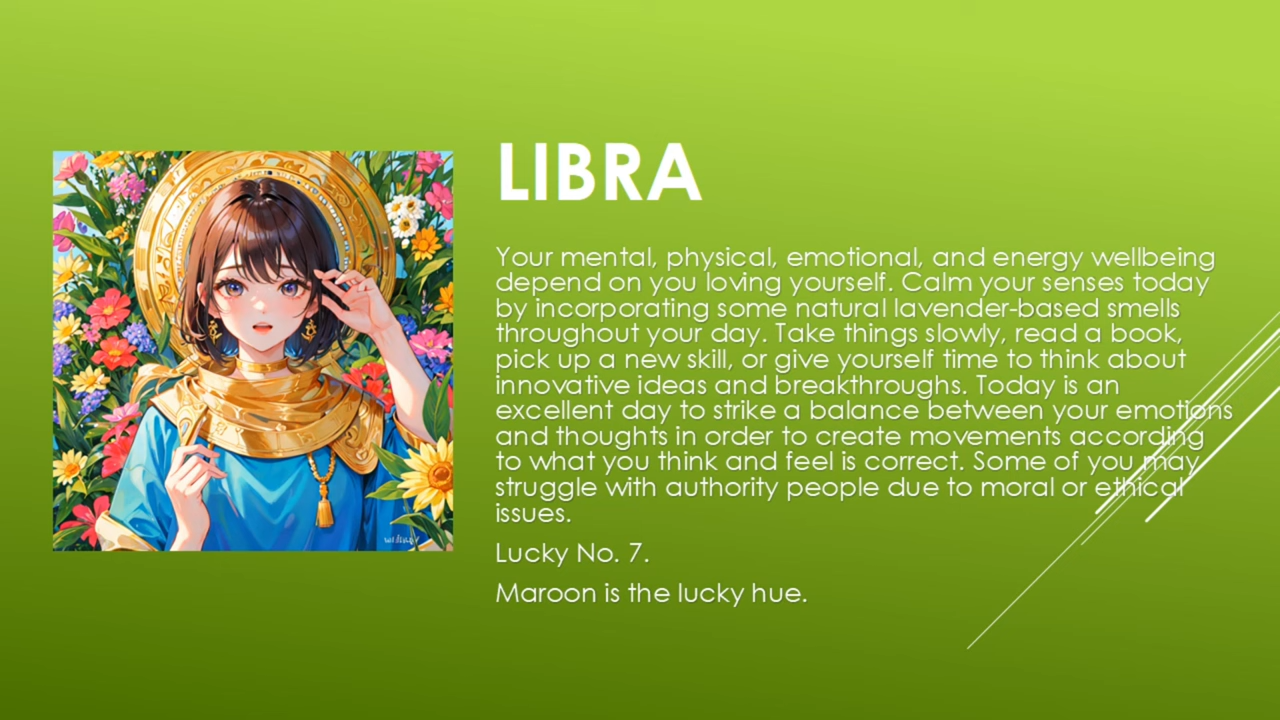 LIBRA
Your mental, physical, emotional, and energy wellbeing
depend on you loving yourself. Calm your senses today
by incorporating some natural lavender-based smells
throughout your day. Take things slowly, read a book,
pick up a new skill, or give yourself time to think about
innovative ideas and breakthroughs. Today is an
excellent day to strike a balance between your emotions
and thoughts in order to create movements according
to what you think and feel is correct. Some of you may
struggle with authority people due to moral or ethical
issues.
Lucky No. 7.
Maroon is the lucky hue.